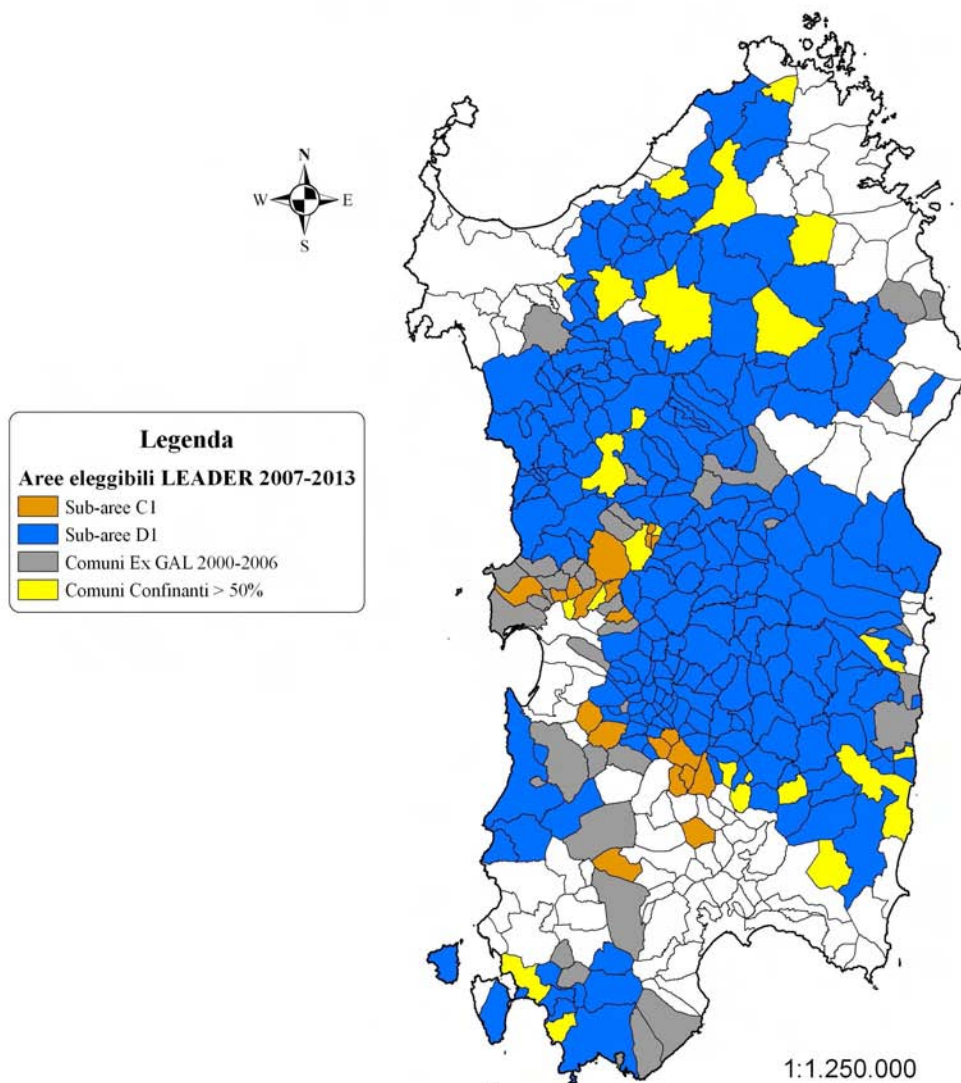 N
W E
S
Legenda
Aree eleggibili LEADER 2007-2013
Sub-aree C1
Sub-aree D1
Comuni Ex GAL 2000-2006
Comuni Confinanti > 50%
1:1.250.000